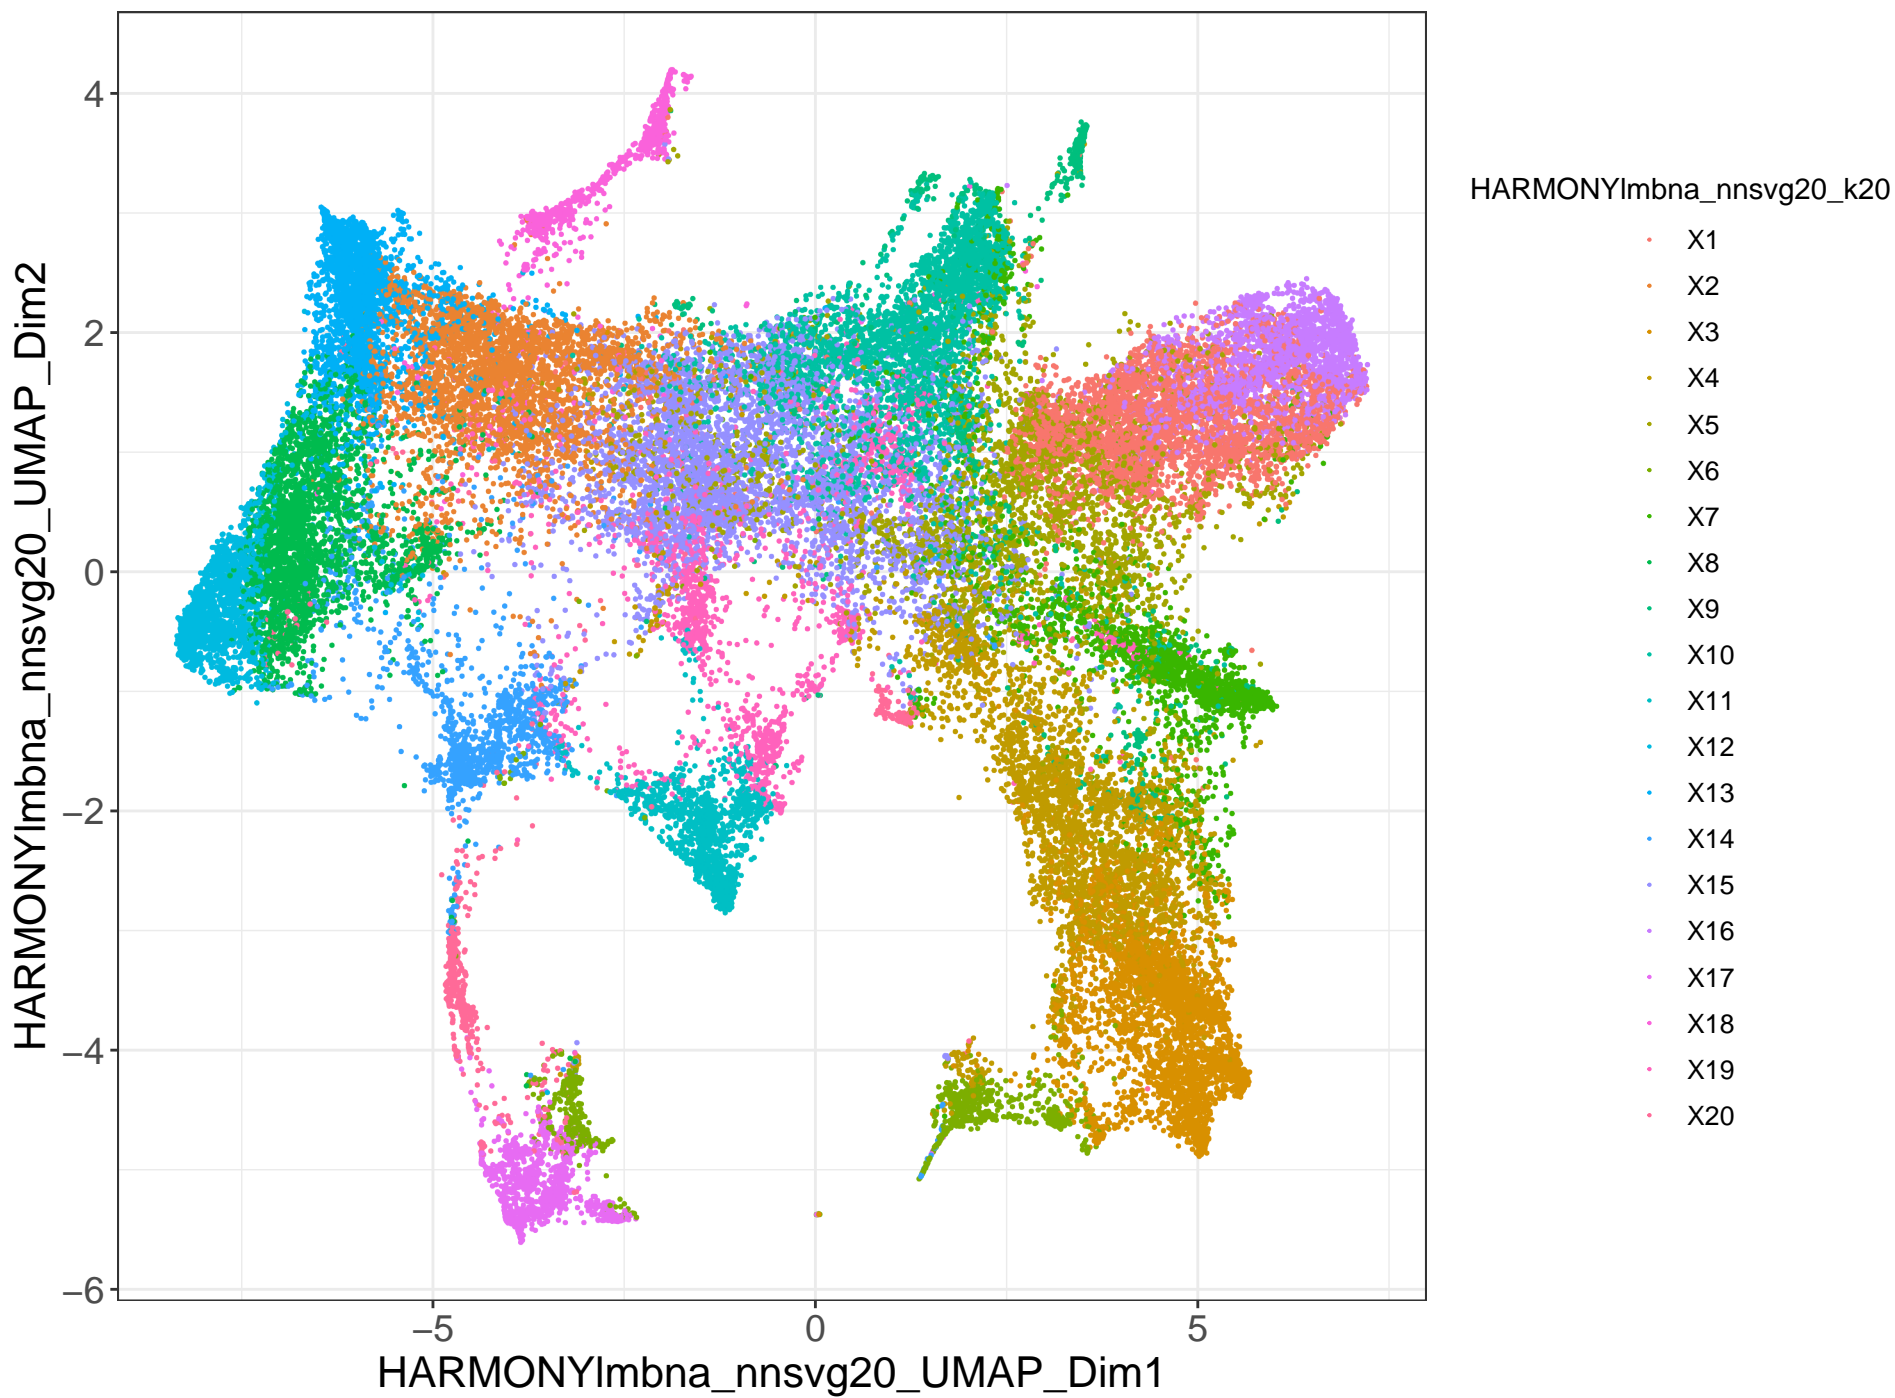 HARMONYlmbna_nnsvg20_UMAP_Dim2
4
2
0
−2
−4
−6
−5
0
5
HARMONYlmbna_nnsvg20_UMAP_Dim1
HARMONYlmbna_nnsvg20_k20
X1
X2
X3
X4
X5
X6
X7
X8
X9
X10
X11
X12
X13
X14
X15
X16
X17
X18
X19
X20